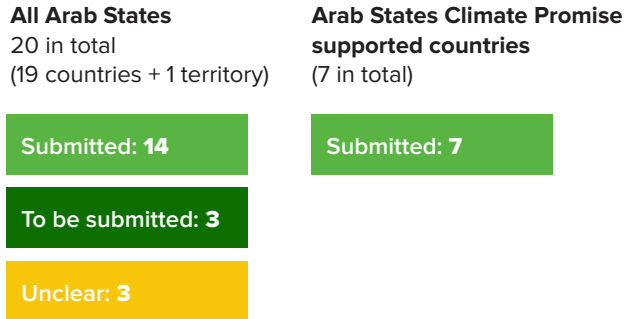 All Arab States
20 in total
(19 countries + 1 territory)
Submitted: 14
To be submitted: 3
Unclear: 3
Arab States Climate Promise
supported countries
(7 in total)
Submitted: 7